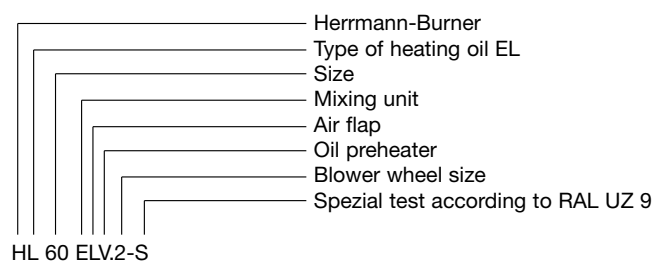 Herrmann-Burner
Type of heating oil EL
Size
Mixing unit
Air flap
Oil preheater
Blower wheel size
Spezial test according to RAL UZ 9
HL 60 ELV.2-S